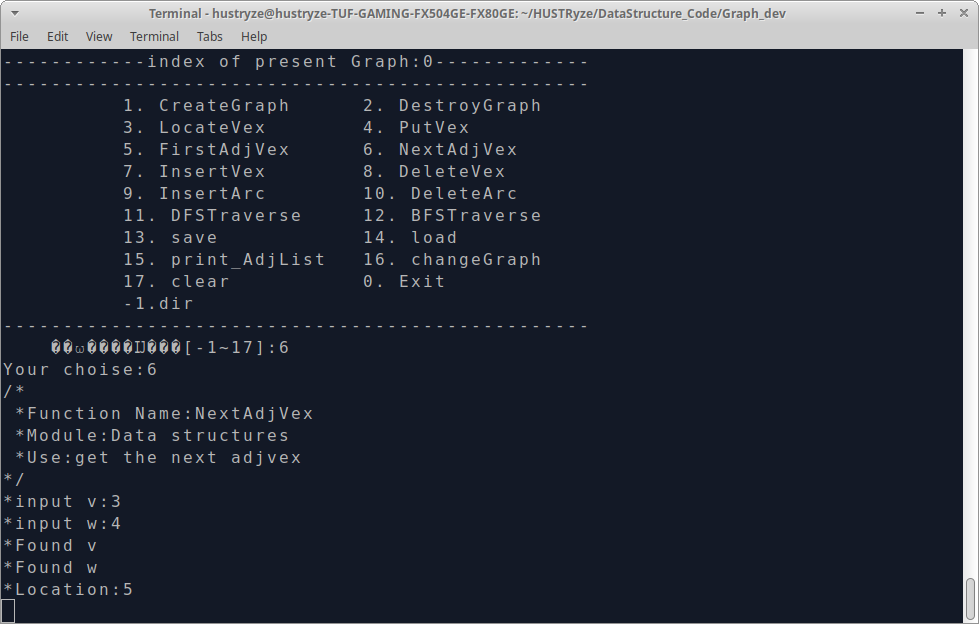 Terminal - hustryze@hustryze-TUF-GAMING-FX504GE-FX80GE: ~/HUSTRyze/DataStructure_Code/Graph_dev
File Edit View Terminal Tabs Help
------------index of present Graph:0-------------
-------------------------------------------------
1. CreateGraph 2. DestroyGraph
3. LocateVex 4. PutVex
5. FirstAdjVex 6. NextAdjVex
7. InsertVex 8. DeleteVex
9. InsertArc 10. DeleteArc
11. DFSTraverse 12. BFSTraverse
13. save 14. load
15. print_AdjList 16. changeGraph
17. clear 0. Exit
-1.dir
-------------------------------------------------
[-1~17]:6
Your choise:6
/*
*Function Name:NextAdjVex
*Module:Data structures
*Use:get the next adjvex
*/
*input v:3
*input w:4
*Found v
*Found w
*Location:5